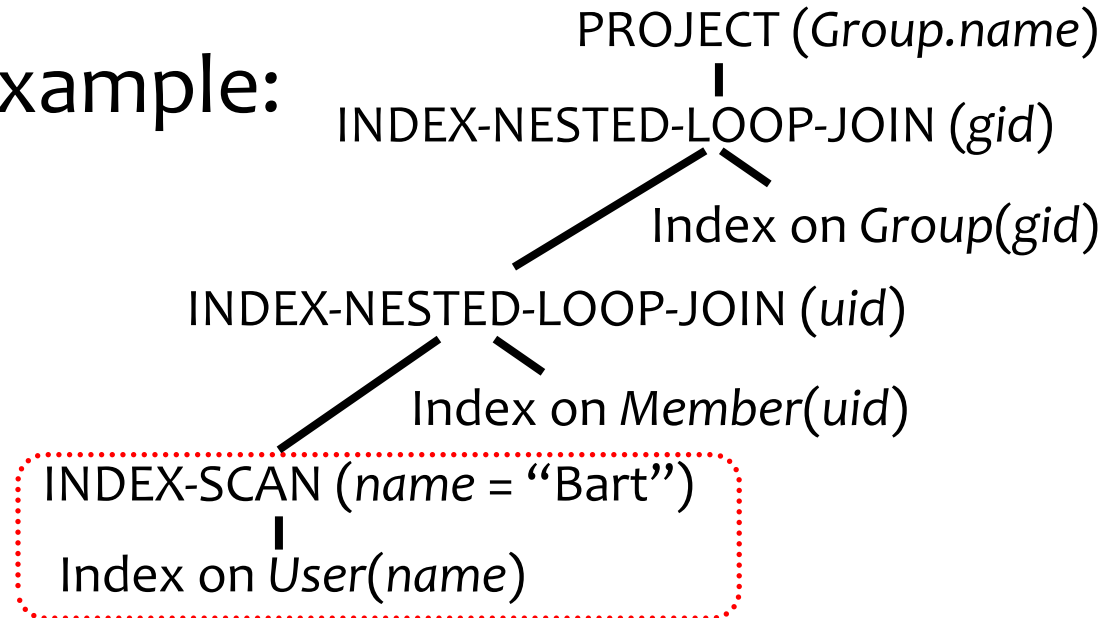 PROJECT (Group.name)
xample:
INDEX-NESTED-LOOP-JOIN (gid)
Index on Group(gid)
INDEX-NESTED-LOOP-JOIN (uid)
Index on Member(uid)
INDEX-SCAN (name = “Bart”)
Index on User(name)